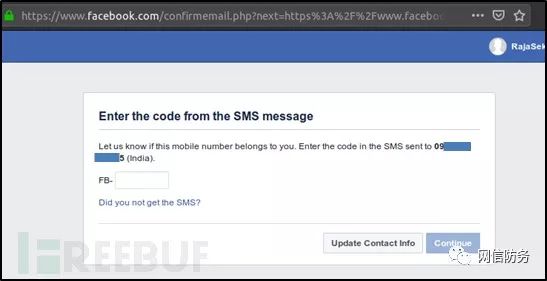 https://www.facebook.com/confirmemail.php?next=https%3A%2F%2Fwww.facebo
RajaSek
Enter the code from the SMS message
Let us know if this mobile number belongs to you. Enter the code in the SMS sent to 09
5 (India).
FB-
Did you not get the SMS?
Update Contact Info
Continue
FREEBUF
网信防务